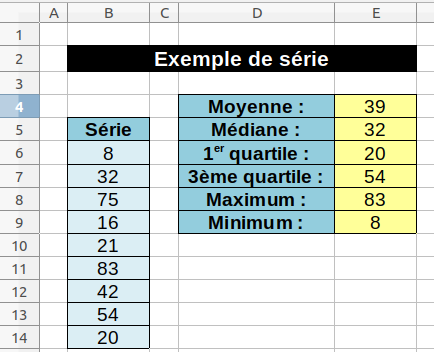 A B C D E
1
2 Exemple de série
3
4 Moyenne : 39
5 Série Médiane : 32
6 8 1er quartile : 20
7 32 3ème quartile : 54
8 75 Maximum : 83
9 16 Minimum : 8
10 21
11 83
12 42
13 54
14 20